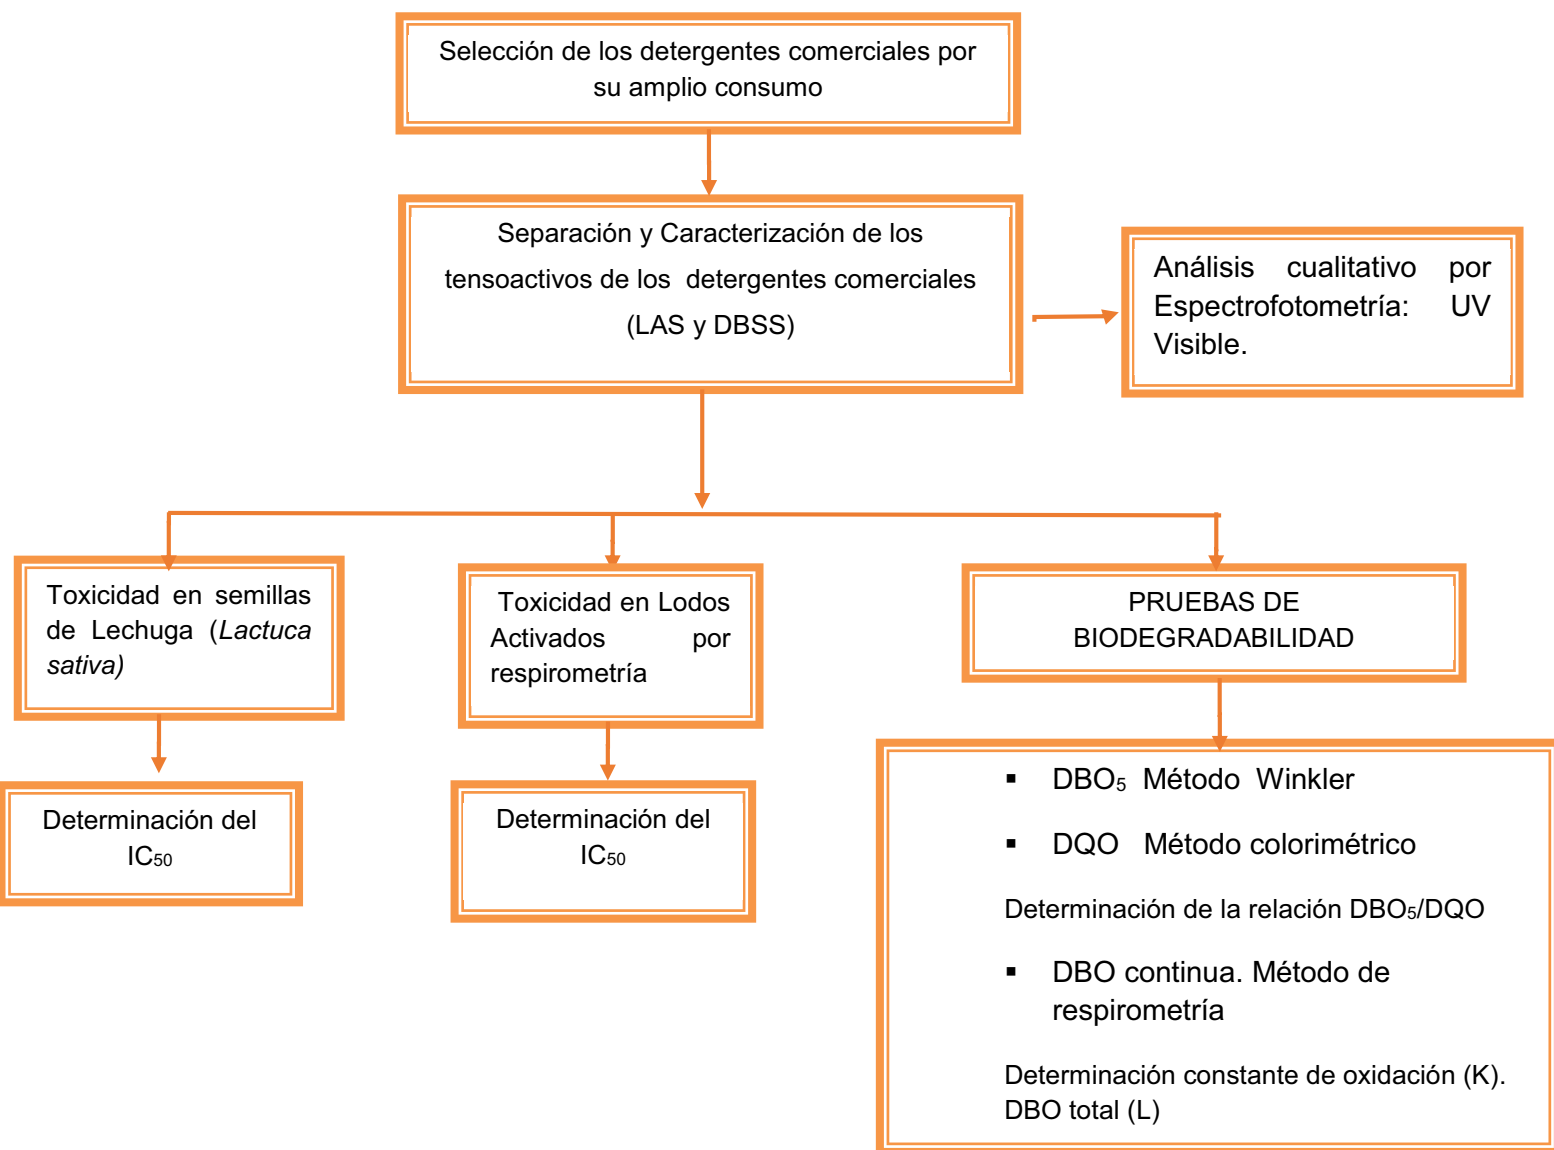 Selección de los detergentes comerciales por
su amplio consumo
Separación y Caracterización de los
tensoactivos de los detergentes comerciales
(LAS y DBSS)
Análisis cualitativo por
Espectrofotometría: UV
Visible.
Toxicidad en semillas
de Lechuga (Lactuca
sativa)
Toxicidad en Lodos
Activados por
respirometría
PRUEBAS DE
BIODEGRADABILIDAD
Determinación del
IC50
Determinación del
IC50
▪ DBO5 Método Winkler
▪ DQO Método colorimétrico
Determinación de la relación DBO5/DQO
▪ DBO continua. Método de
respirometría
Determinación constante de oxidación (K).
DBO total (L)